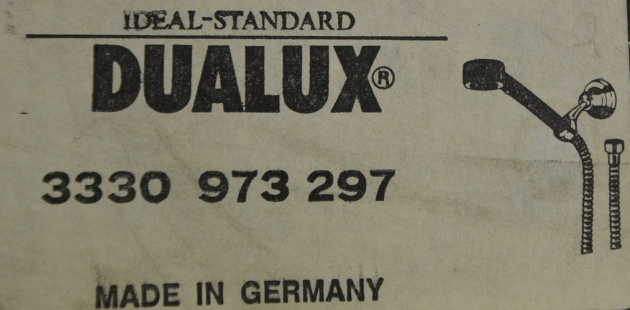 IDEAL-STANDARD
DUALUX®
3330 973 297
MADE IN GERMANY